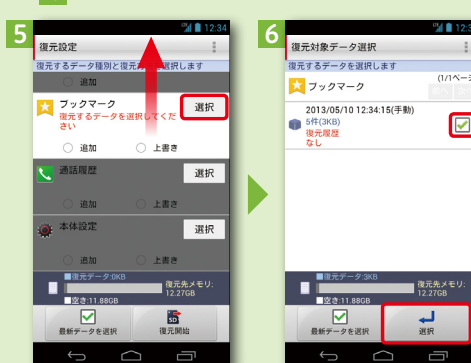 5
12:34
復元設定
復元するデータ種別と復元方法を選択します
追加
ブックマーク
復元するデータを選択してくだ
さい
選択
追加
上書き
通話履歴
選択
追加
上書き
本体設定
選択
追加
上書き
復元データ:0KB
復元先メモリ:
12.27GB
空き:11.88GB
最新データを選択
復元開始
6
復元対象データ選択
復元するデータを選択します
ブックマーク
2013/05/10 12:34:15(手動)
5件(3KB)
復元履歴
なし
復元データ:3KB
復元先メモリ:
12.27GB
空き:11.88GB
最新データを選択
選択